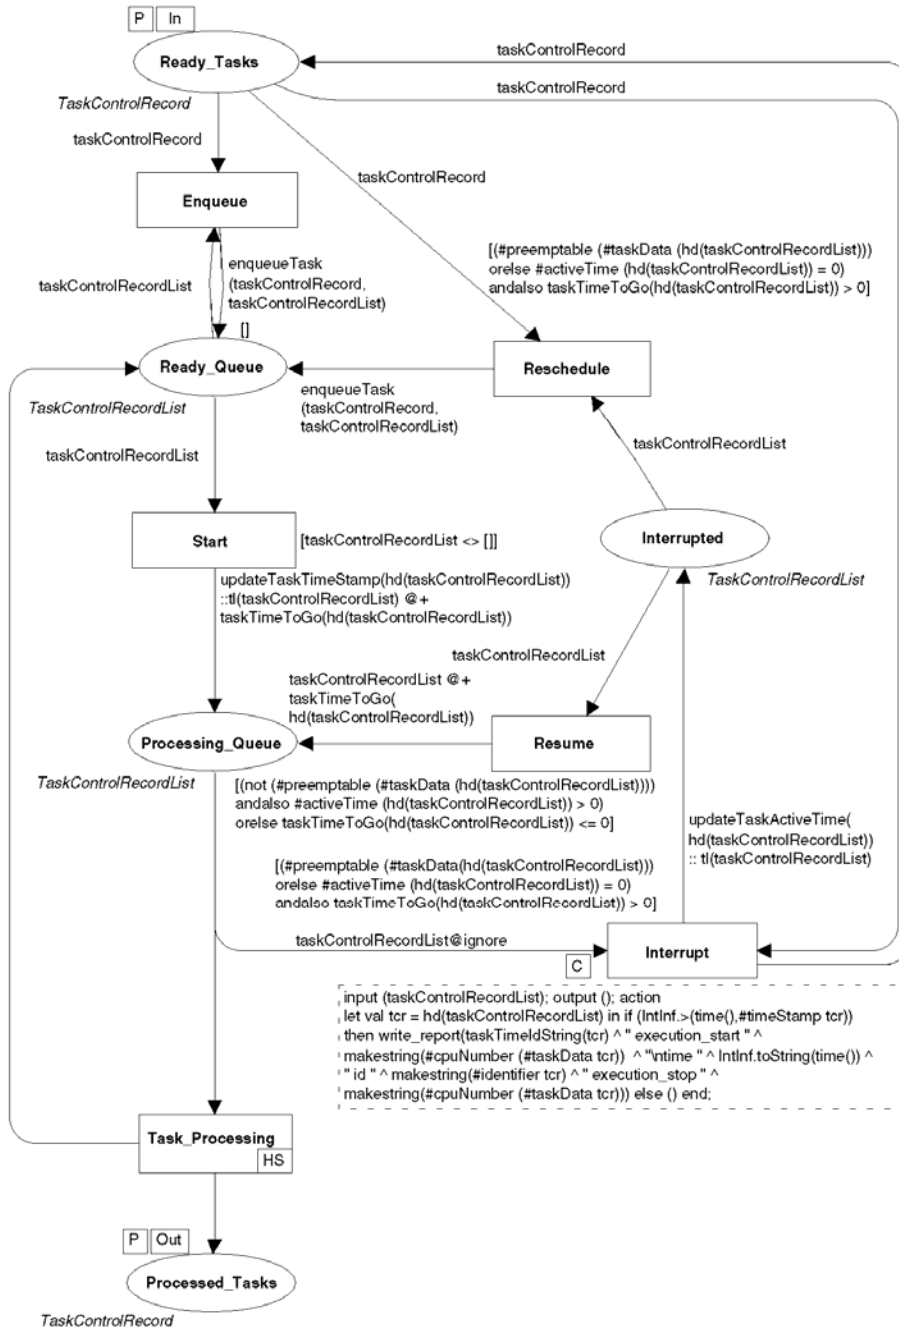 P In
taskControlRecord
Ready_Tasks
taskControlRecord
TaskControlRecord
taskControlRecord
taskControlRecord
Enqueue
[(#preemptable (#taskData (hd(taskControlRecordList)))
orelse #activeTime (hd(taskControlRecordList)) = 0)
andalso taskTimeToGo(hd(taskControlRecordList)) > 0]
enqueueTask
(taskControlRecord,
taskControlRecordList)
taskControlRecordList
[]
Ready_Queue
Reschedule
TaskControlRecordList
enqueueTask
(taskControlRecord,
taskControlRecordList)
taskControlRecordList
taskControlRecordList
Start
[taskControlRecordList <> []]
Interrupted
TaskControlRecordList
updateTaskTimeStamp(hd(taskControlRecordList))
::tl(taskControlRecordList) @+
taskTimeToGo(hd(taskControlRecordList))
taskControlRecordList
taskControlRecordList @+
taskTimeToGo(
hd(taskControlRecordList))
Processing_Queue
Resume
TaskControlRecordList
[(not (#preemptable (#taskData (hd(taskControlRecordList))))
andalso #activeTime (hd(taskControlRecordList)) > 0)
orelse taskTimeToGo(hd(taskControlRecordList)) <= 0]
updateTaskActiveTime(
hd(taskControlRecordList))
:: tl(taskControlRecordList)
[(#preemptable (#taskData(hd(taskControlRecordList)))
orelse #activeTime (hd(taskControlRecordList)) = 0)
andalso taskTimeToGo(hd(taskControlRecordList)) > 0]
taskControlRecordList@ignore
Interrupt
C
input (taskControlRecordList); output (); action
let val tcr = hd(taskControlRecordList) in if (IntInf.>(time(),#timeStamp tcr))
then write_report(taskTimeIdString(tcr) ^ " execution_start " ^
makestring(#cpuNumber (#taskData tcr)) ^ "\ntime " ^ IntInf.toString(time()) ^
" id " ^ makestring(#identifier tcr) ^ " execution_stop " ^
makestring(#cpuNumber (#taskData tcr))) else () end;
Task_Processing
HS
P Out
Processed_Tasks
TaskControlRecord